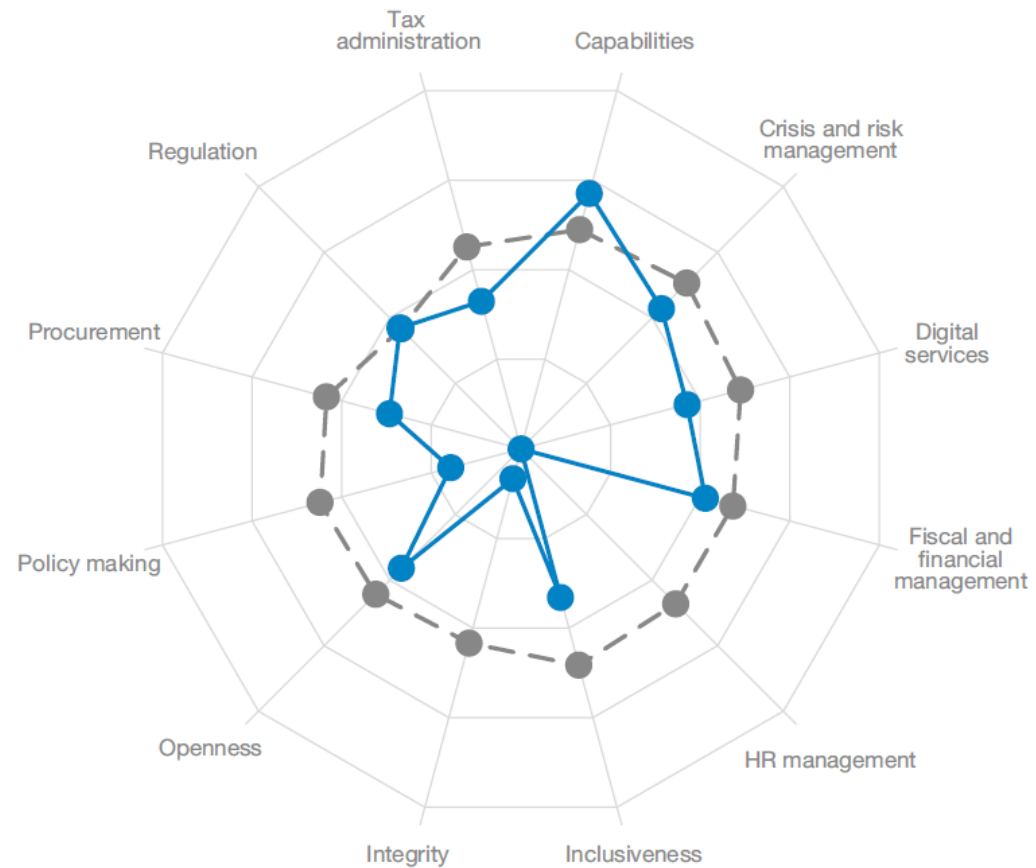 Tax
administration
Capabilities
Crisis and risk
management
Regulation
Digital
services
Procurement
Fiscal and
financial
management
Policy making
HR management
Openness
Integrity
Inclusiveness